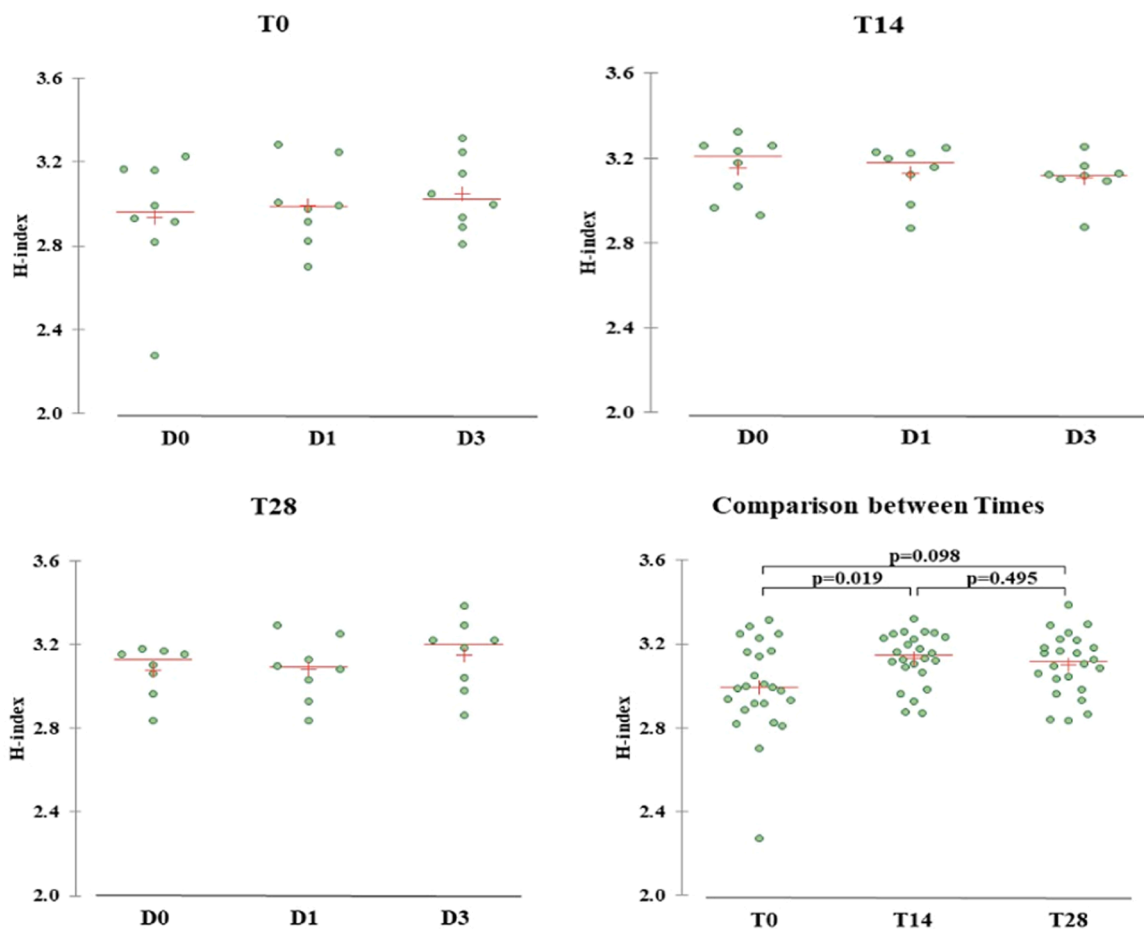 T0
3.6
3.2
2.8
2.4
2.0
H-index
D0 D1 D3
T14
3.6
3.2
2.8
2.4
2.0
H-index
D0 D1 D3
T28
3.6
3.2
2.8
2.4
2.0
H-index
D0 D1 D3
Comparison between Times
p=0.098
p=0.019 p=0.495
3.6
3.2
2.8
2.4
2.0
H-index
T0 T14 T28